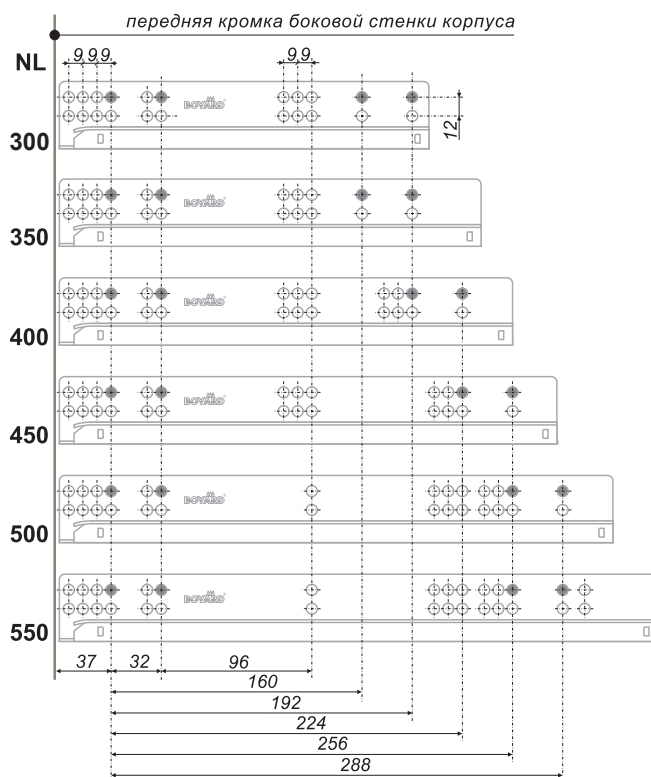 передняя кромка боковой стенки корпуса
NL
9 9 9
9 9
BOYARD
12
300
BOYARD
350
BOYARD
400
BOYARD
450
BOYARD
500
BOYARD
550
37 32 96
160
192
224
256
288